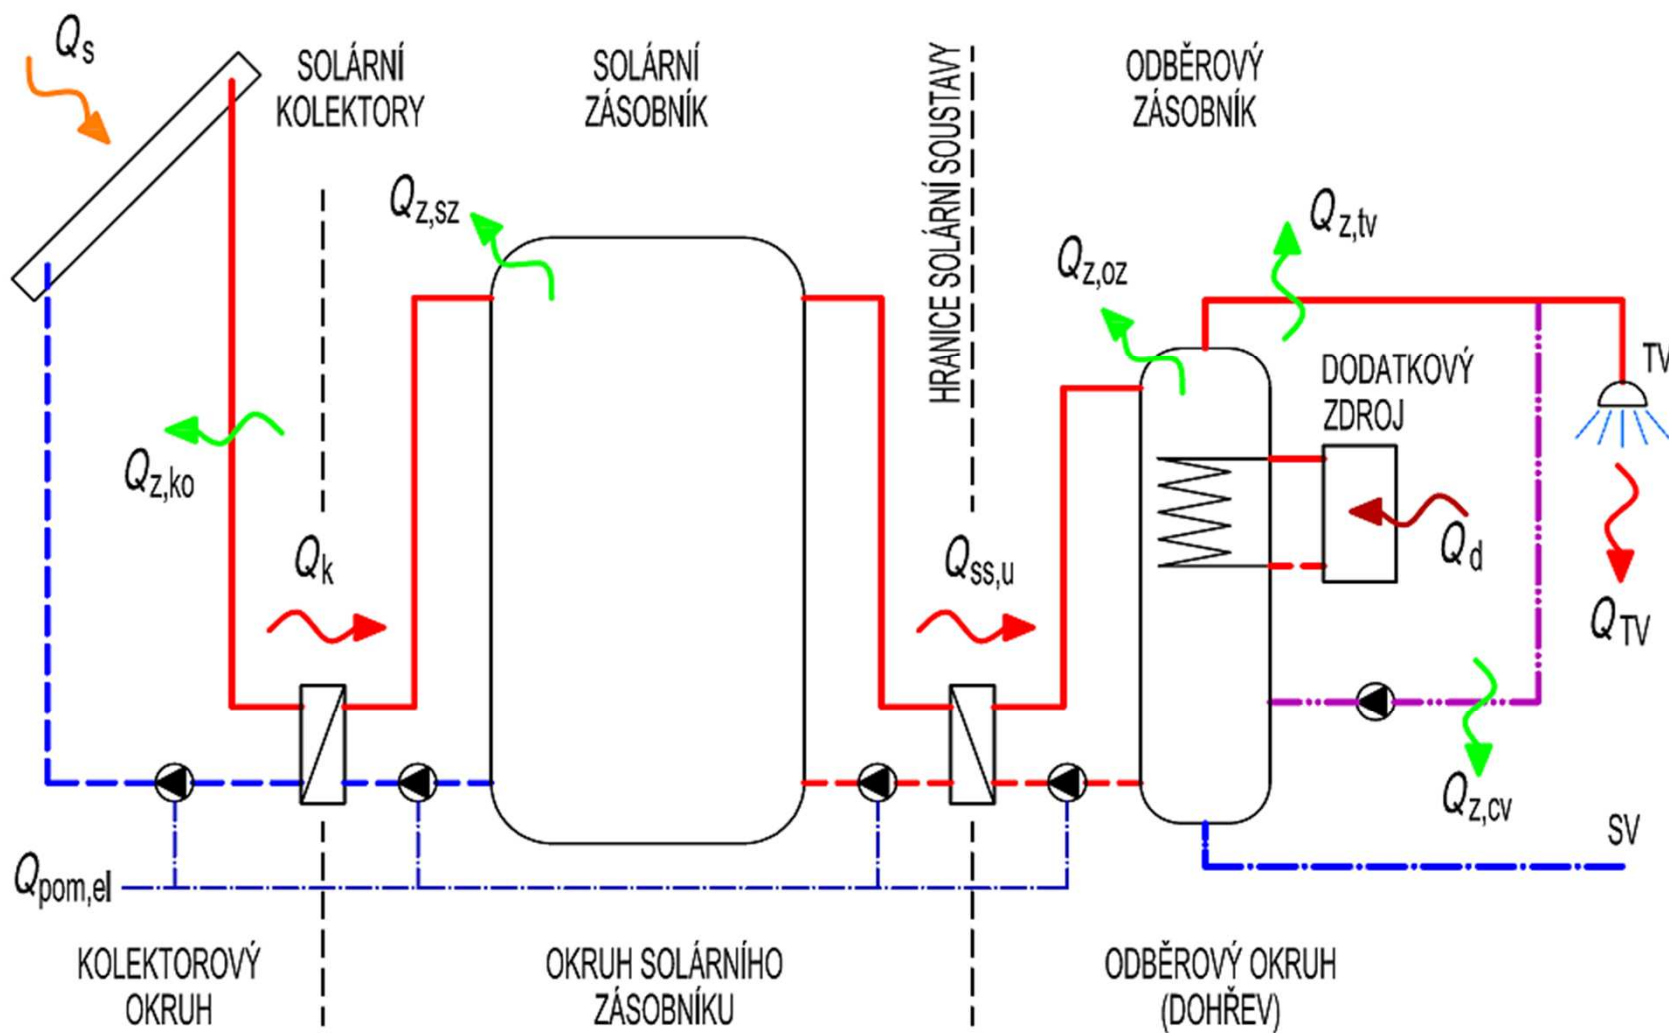 Qs
SOLÁRNÍ
KOLEKTORY
SOLÁRNÍ
ZÁSOBNÍK
HRANICE SOLÁRNÍ SOUSTAVY
ODBĚROVÝ
ZÁSOBNÍK
Qz,sz
Qz,tv
Qz,oz
DODATKOVÝ
ZDROJ
TV
Qz,ko
Qk
Qss,u
Qd
QTV
Qz,cv
SV
Qpom,el
KOLEKTOROVÝ
OKRUH
OKRUH SOLÁRNÍHO
ZÁSOBNÍKU
ODBĚROVÝ OKRUH
(DOHŘEV)